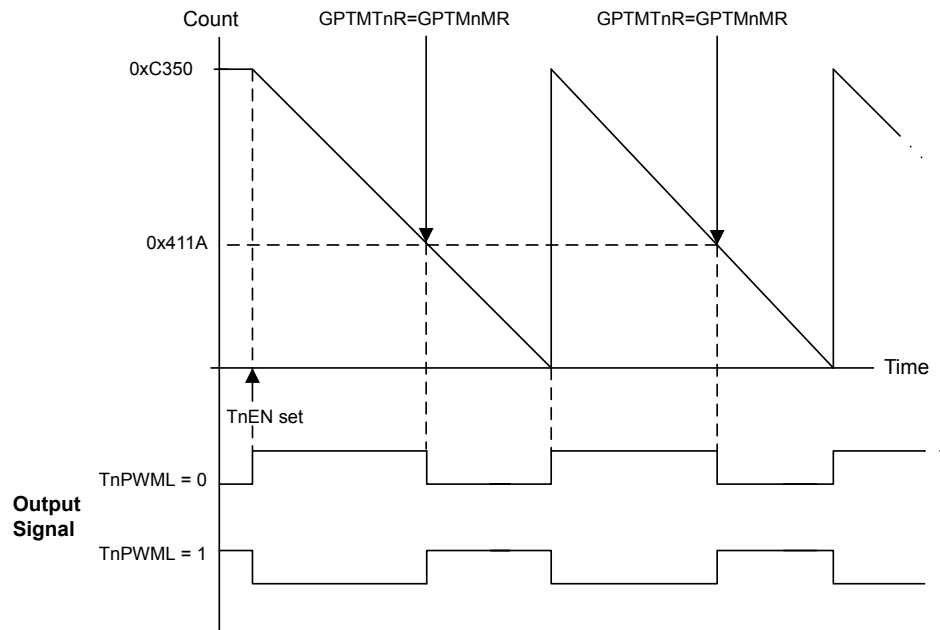 Count
GPTMTnR=GPTMnMR
GPTMTnR=GPTMnMR
0xC350
0x411A
Time
TnEN set
TnPWML = 0
Output
Signal
TnPWML = 1